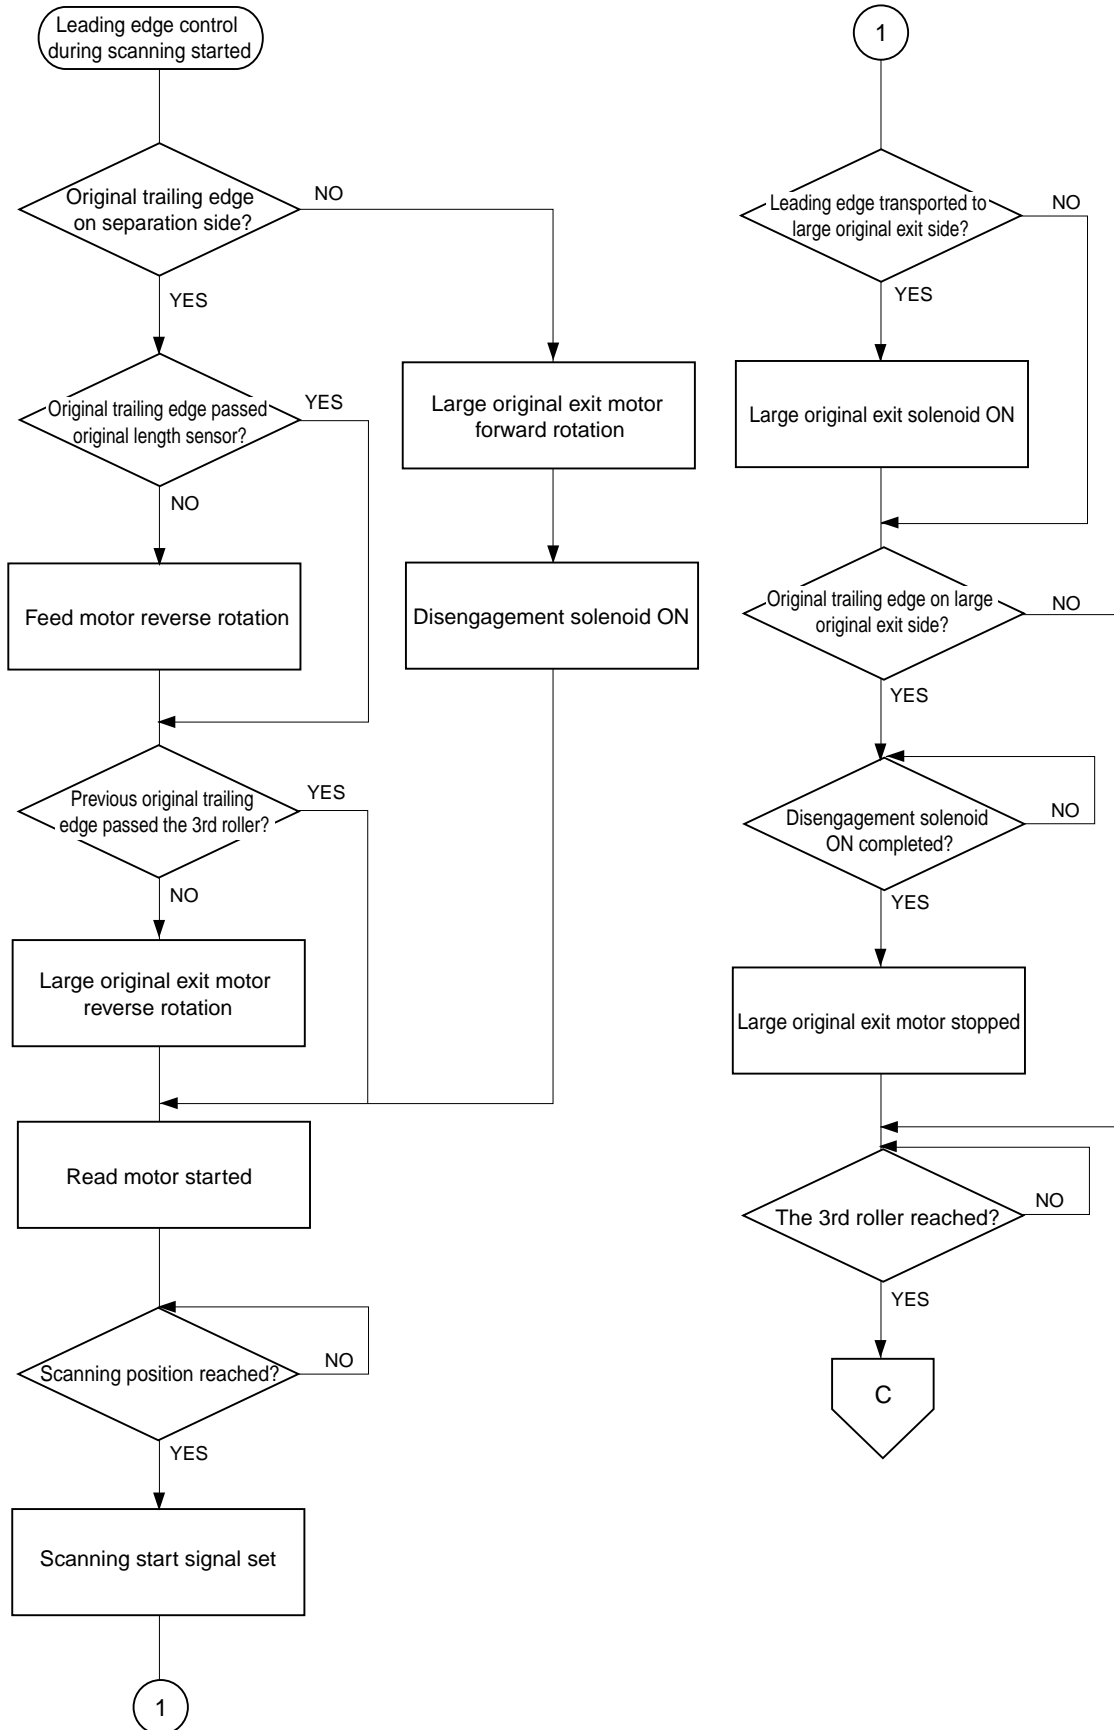 Leading edge control
during scanning started
Original trailing edge
on separation side?
NO
YES
Original trailing edge passed
original length sensor?
YES
NO
Large original exit motor
forward rotation
Feed motor reverse rotation
Disengagement solenoid ON
Previous original trailing
edge passed the 3rd roller?
YES
NO
Large original exit motor
reverse rotation
Read motor started
Scanning position reached?
NO
YES
Scanning start signal set
1
1
Leading edge transported to
large original exit side?
NO
YES
Large original exit solenoid ON
Original trailing edge on large
original exit side?
NO
YES
Disengagement solenoid
ON completed?
NO
YES
Large original exit motor stopped
The 3rd roller reached?
NO
YES
C